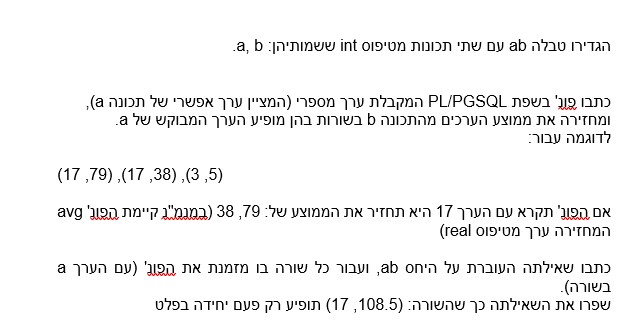 הגדירו טבלה ab עם שתי תכונות מטיפוס int ששמותיהן: a, b.
כתבו פונ' בשפת PL/PGSQL המקבלת ערך מספרי (המציין ערך אפשרי של תכונה a),
ומחזירה את ממוצע הערכים מהתכונה b בשורות בהן מופיע הערך המבוקש של a.
לדוגמה עבור:
(17 ,79) ,(17 ,38) ,(3 ,5)
אם הפונ' תקרא עם הערך 17 היא תחזיר את הממוצע של: 79, 38 (במנמ"נ קיימת הפונ' avg
המחזירה ערך מטיפוס real)
כתבו שאילתה העוברת על היחס ab, ועבור כל שורה בו מזמנת את הפונ' (עם הערך a
בשורה).
שפרו את השאילתה כך שהשורה: (17 ,108.5) תופיע רק פעם יחידה בפלט